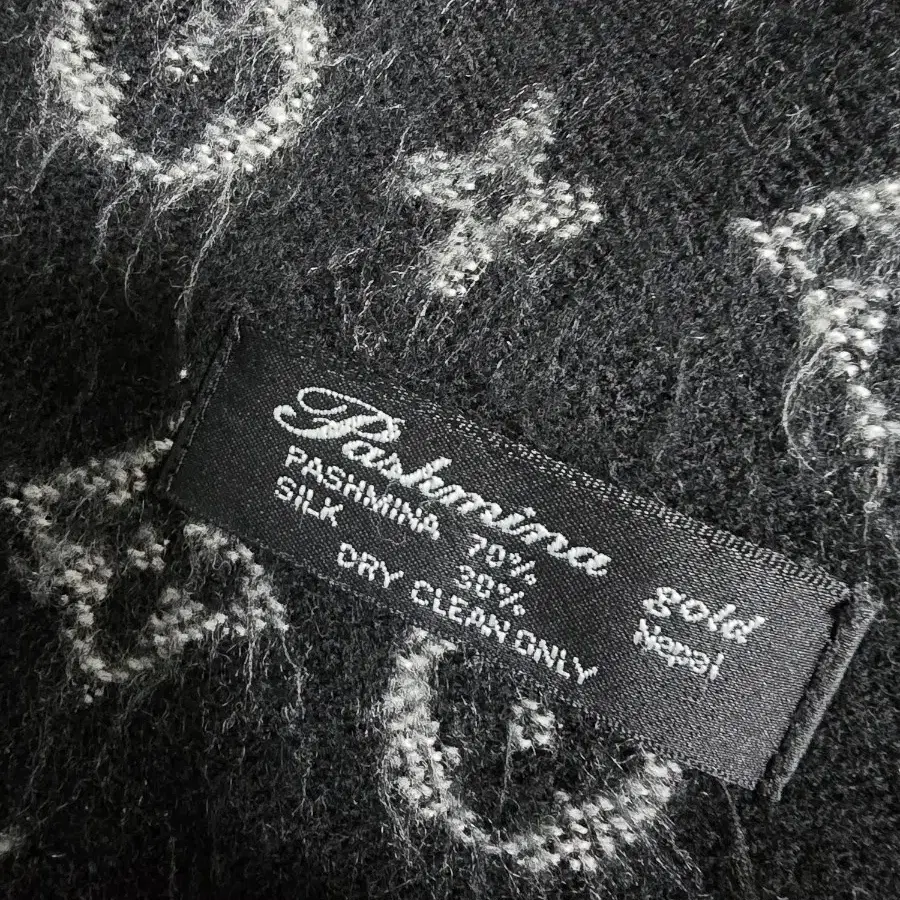 Pashmina
PASHMINA 70%
SILK 30%
DRY CLEAN ONLY
gold
Nepal